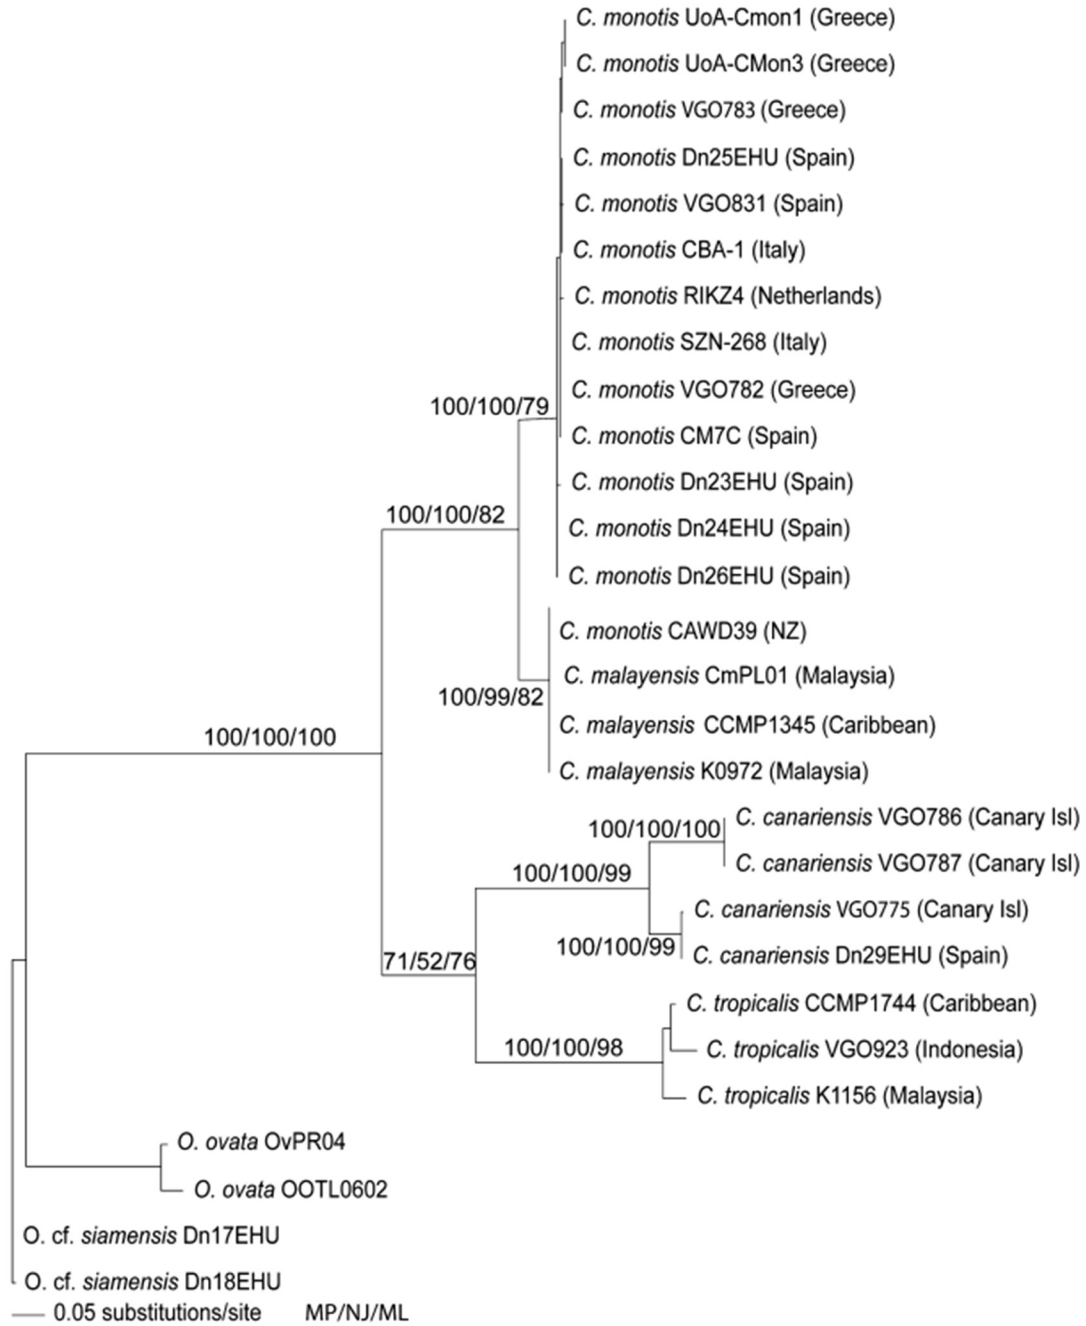 C. monotis UoA-Cmon1 (Greece)
C. monotis UoA-CMon3 (Greece)
C. monotis VGO783 (Greece)
C. monotis Dn25EHU (Spain)
C. monotis VGO831 (Spain)
C. monotis CBA-1 (Italy)
C. monotis RIKZ4 (Netherlands)
C. monotis SZN-268 (Italy)
C. monotis VGO782 (Greece)
100/100/79
C. monotis CM7C (Spain)
C. monotis Dn23EHU (Spain)
100/100/82
C. monotis Dn24EHU (Spain)
C. monotis Dn26EHU (Spain)
C. monotis CAWD39 (NZ)
C. malayensis CmPL01 (Malaysia)
100/99/82
C. malayensis CCMP1345 (Caribbean)
100/100/100
C. malayensis K0972 (Malaysia)
C. canariensis VGO786 (Canary Isl)
100/100/100
C. canariensis VGO787 (Canary Isl)
100/100/99
C. canariensis VGO775 (Canary Isl)
100/100/99
C. canariensis Dn29EHU (Spain)
71/52/76
C. tropicalis CCMP1744 (Caribbean)
100/100/98
C. tropicalis VGO923 (Indonesia)
C. tropicalis K1156 (Malaysia)
O. ovata OvPR04
O. ovata OOTL0602
O. cf. siamensis Dn17EHU
O. cf. siamensis Dn18EHU
0.05 substitutions/site MP/NJ/ML